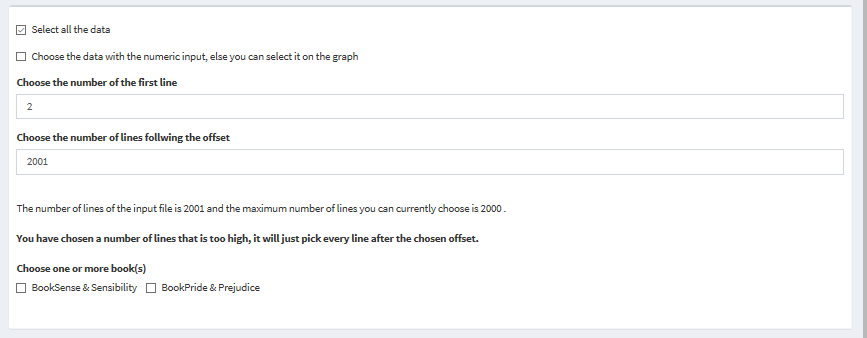 Select all the data
Choose the data with the numeric input, else you can select it on the graph
Choose the number of the first line
2
Choose the number of lines follwing the offset
2001
The number of lines of the input file is 2001 and the maximum number of lines you can currently choose is 2000 .
You have chosen a number of lines that is too high, it will just pick every line after the chosen offset.
Choose one or more book(s)
BookSense & Sensibility BookPride & Prejudice